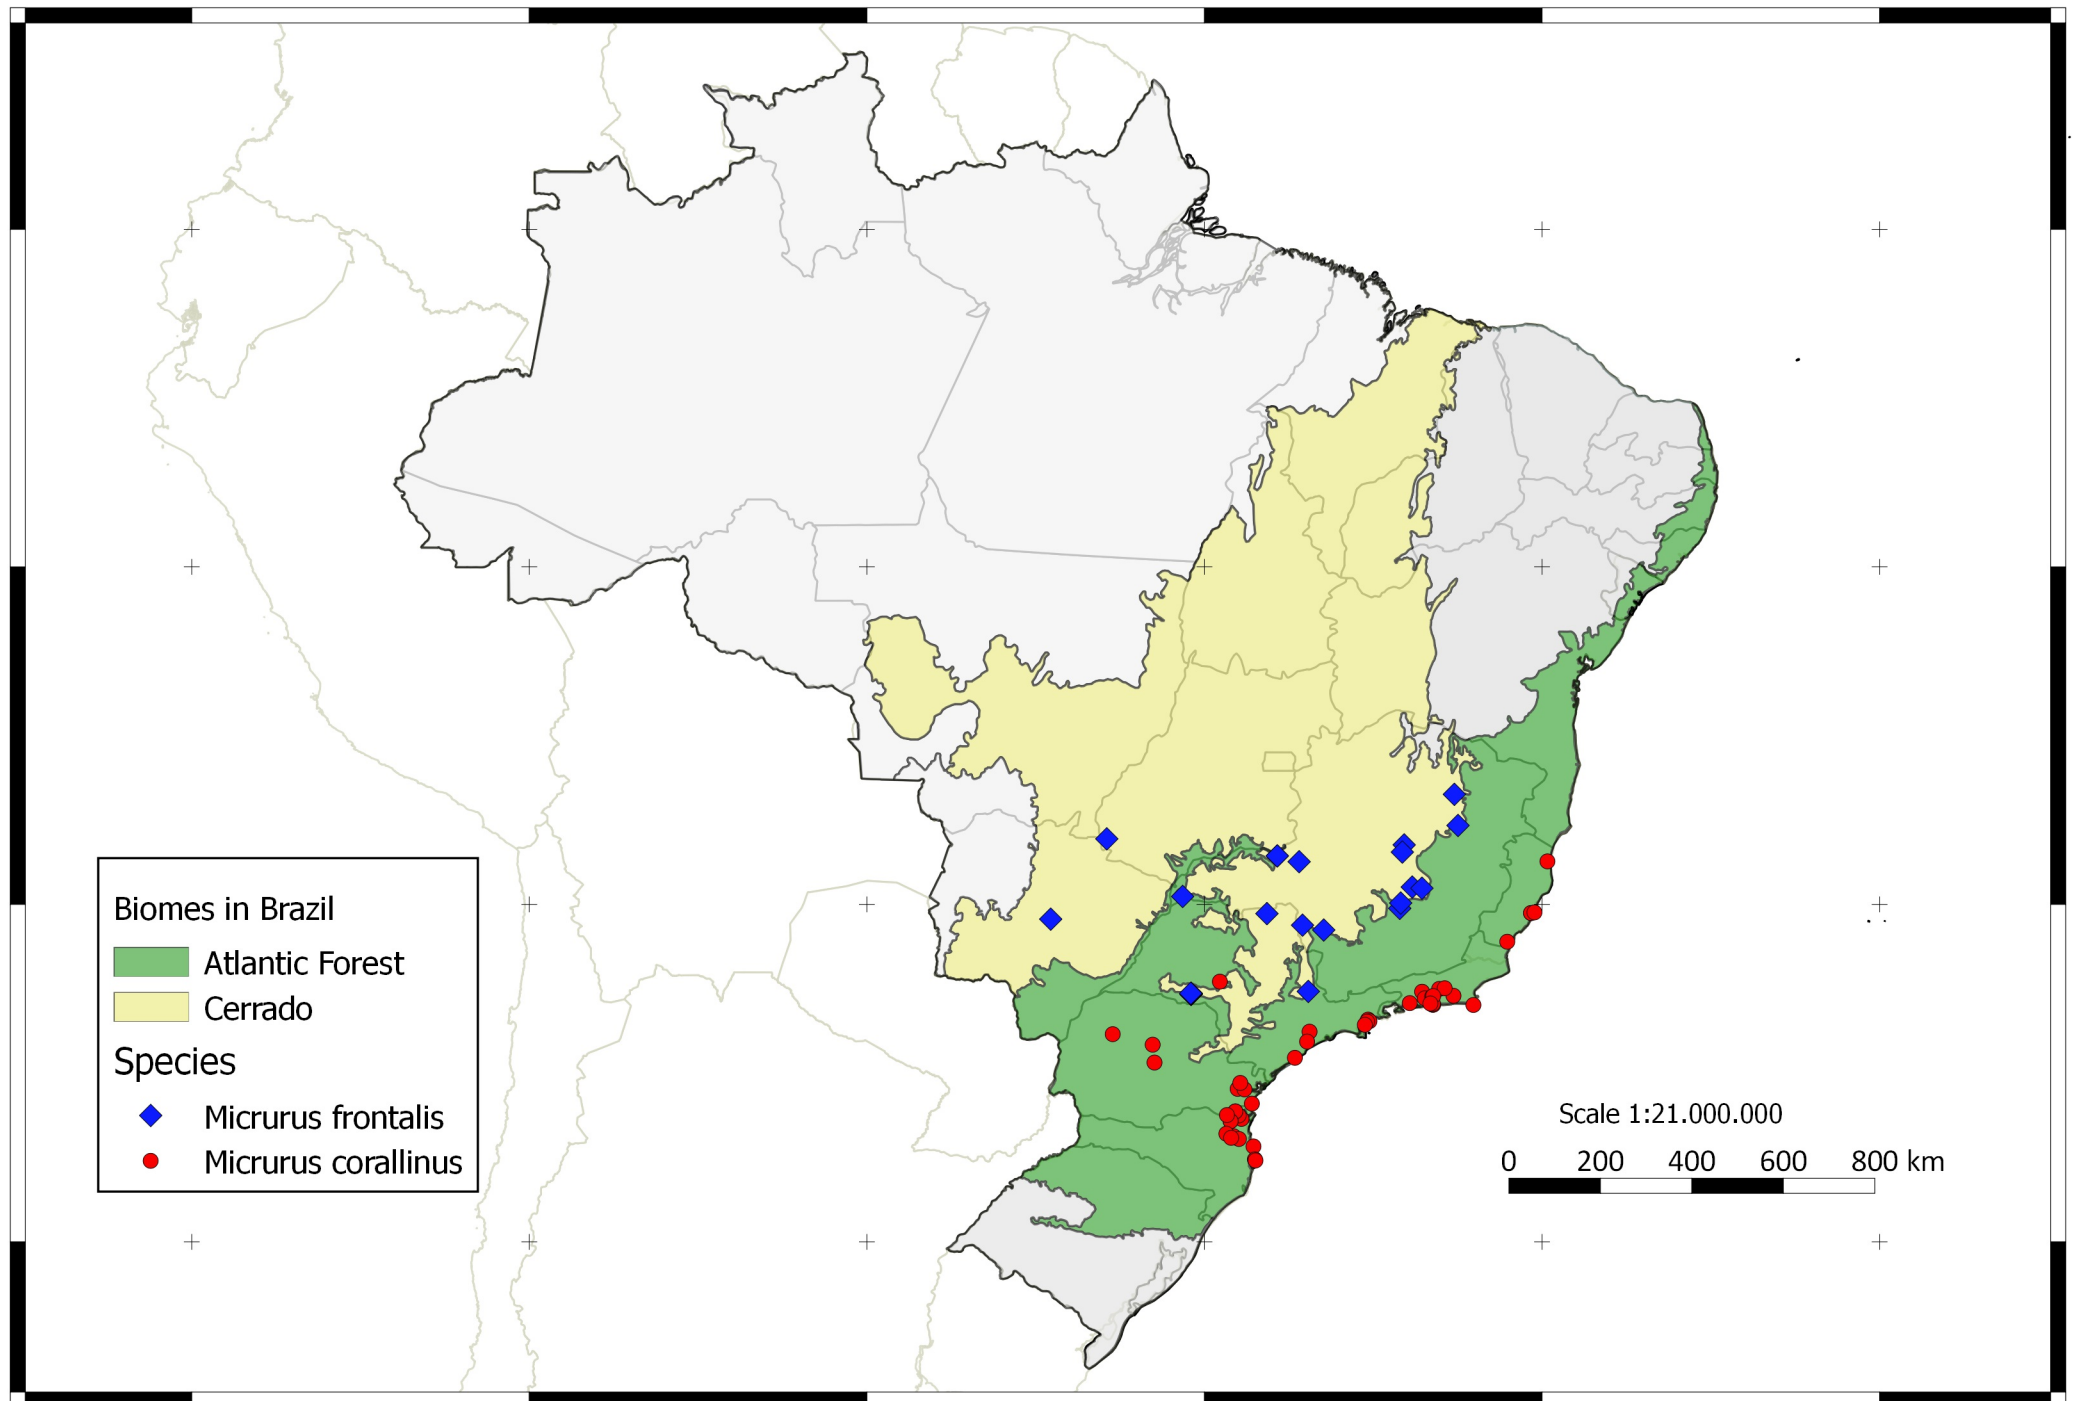 Biomes in Brazil
Atlantic Forest
Cerrado
Species
Micrurus frontalis
Micrurus corallinus
Scale 1:21.000.000
0 200 400 600 800 km